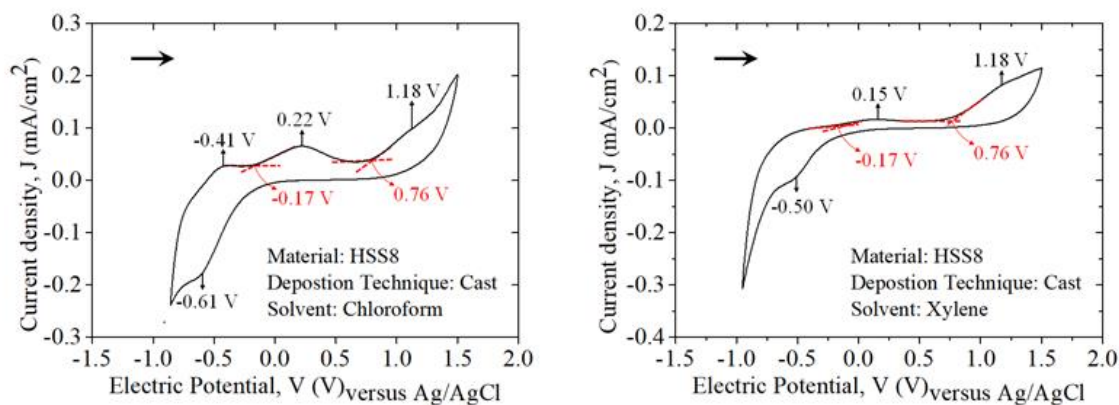 0.3
0.2
0.1
0.0
-0.1
-0.2
-0.3
Current density, J (mA/cm2)
-0.41 V
0.22 V
1.18 V
-0.17 V
0.76 V
-0.61 V
Material: HSS8
Depostion Technique: Cast
Solvent: Chloroform
-1.5 -1.0 -0.5 0.0 0.5 1.0 1.5 2.0
Electric Potential, V (V)versus Ag/AgCl
0.2
0.1
0.0
-0.1
-0.2
-0.3
-0.4
Current density, J (mA/cm2)
1.18 V
0.15 V
-0.17 V
0.76 V
-0.50 V
Material: HSS8
Depostion Technique: Cast
Solvent: Xylene
-1.5 -1.0 -0.5 0.0 0.5 1.0 1.5 2.0
Electric Potential, V (V)versus Ag/AgCl